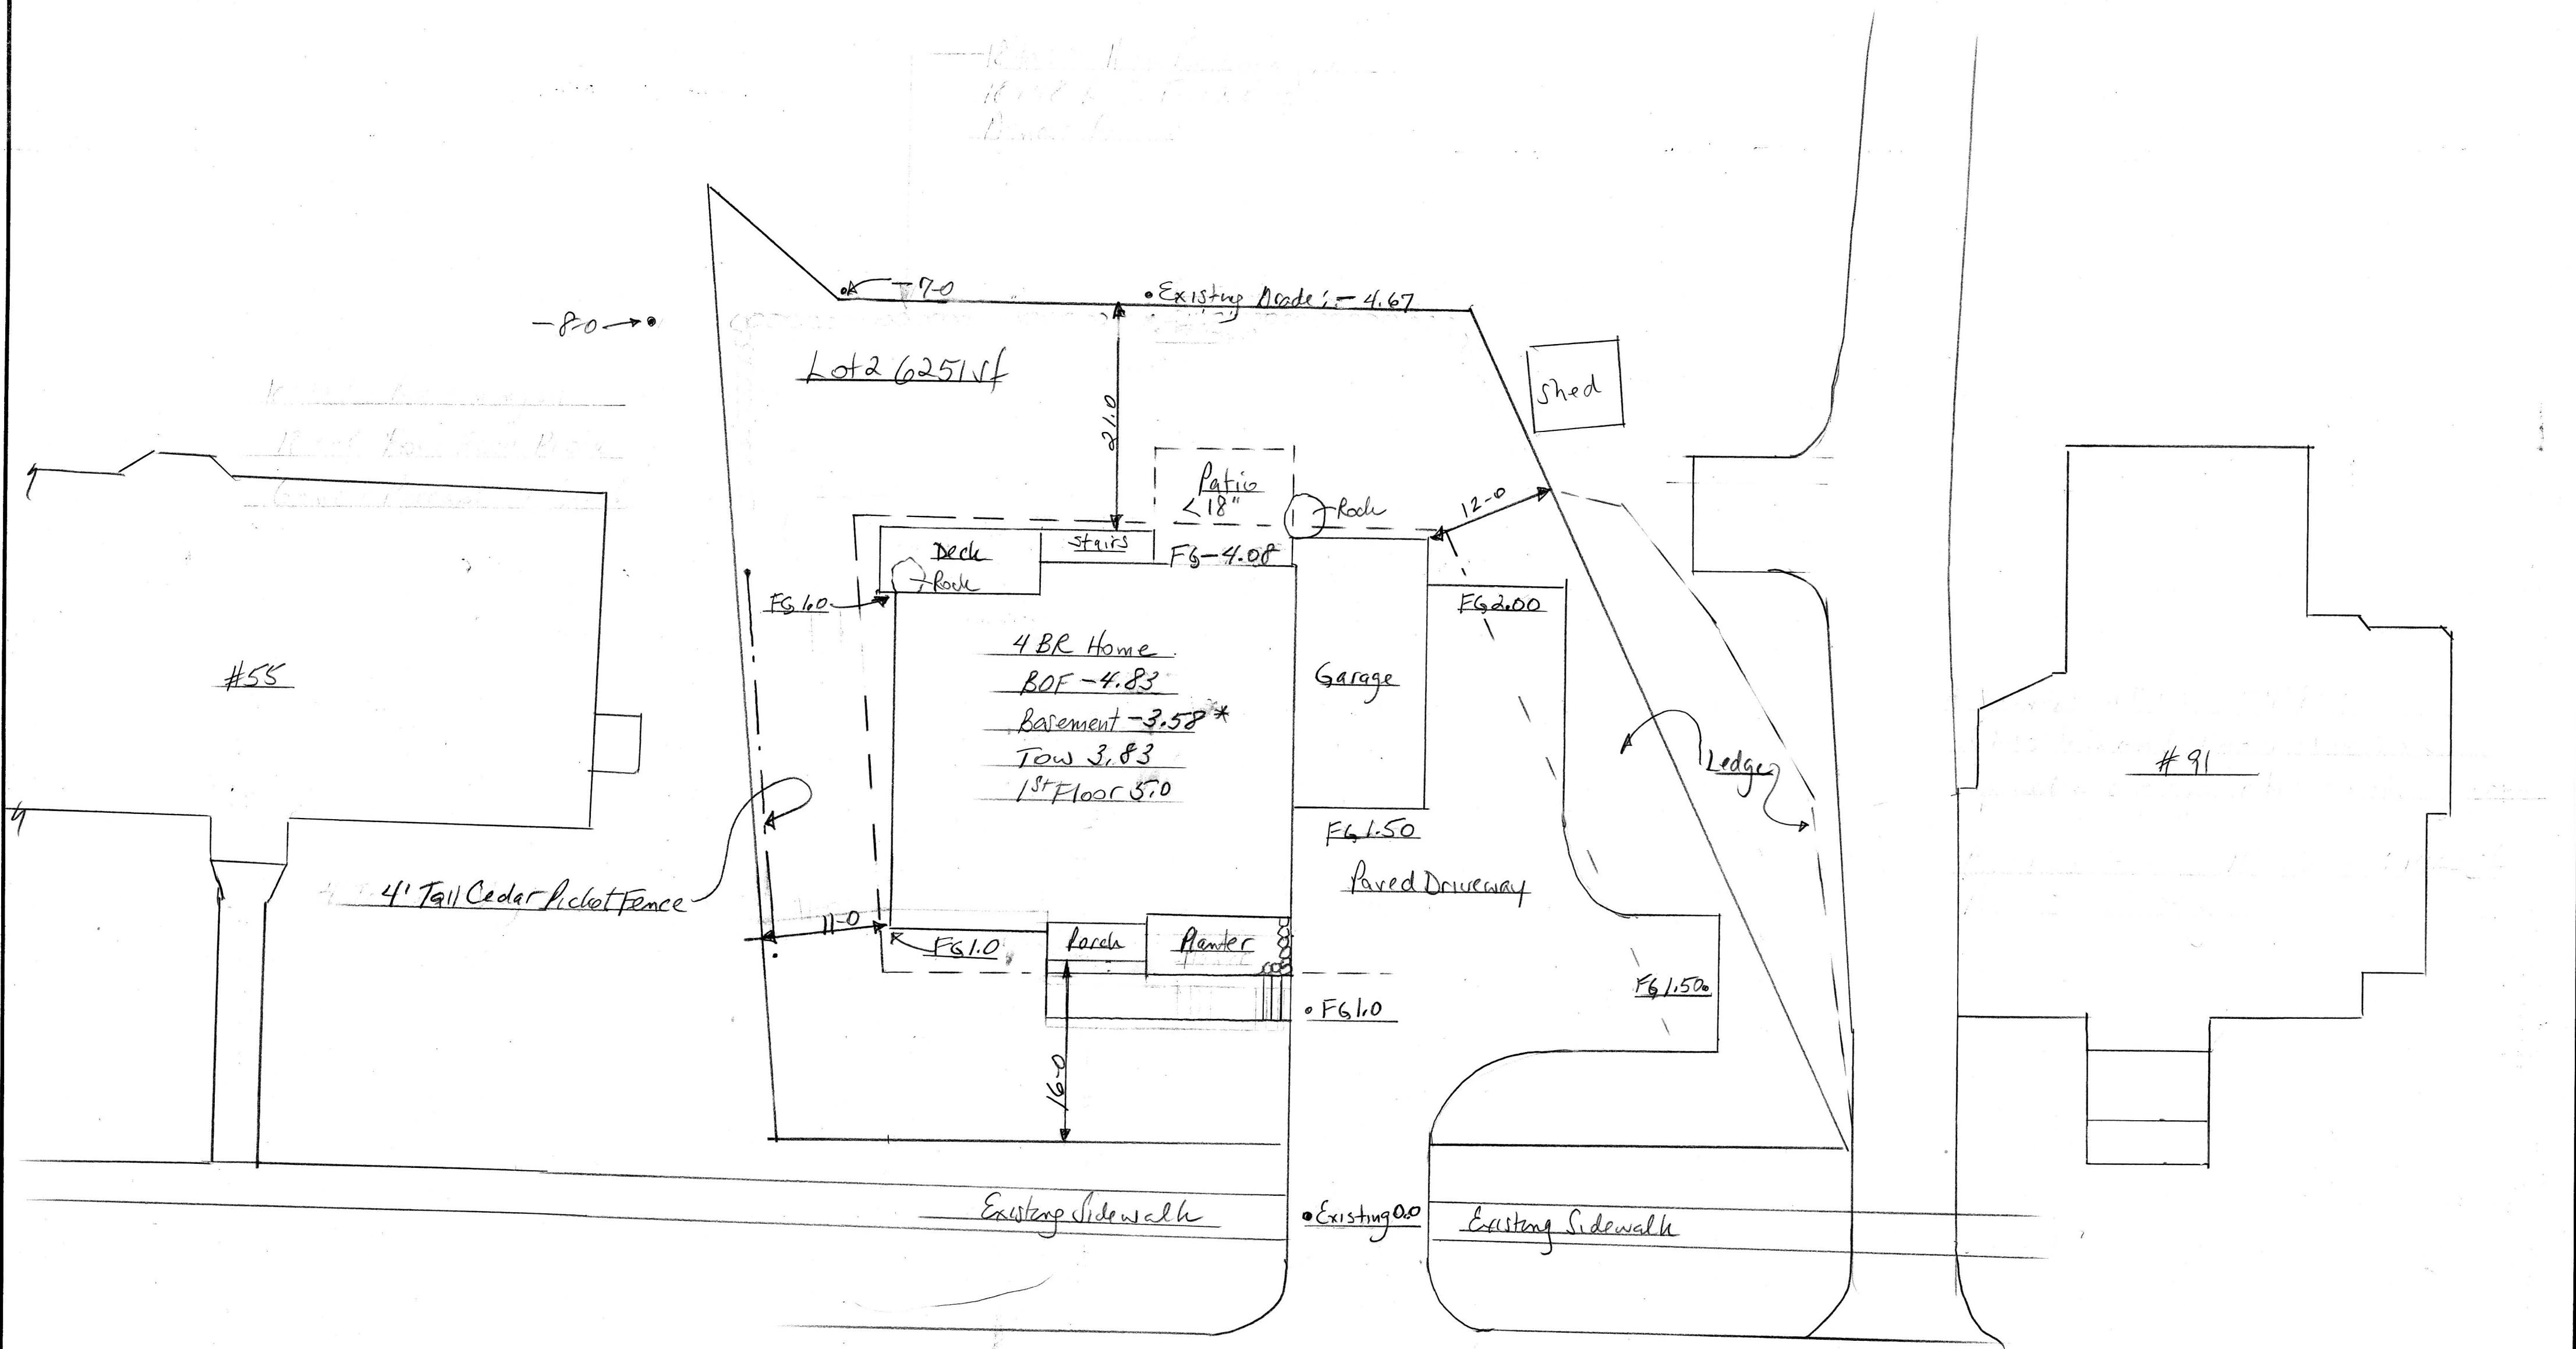 -7-0
Existing Grade: -4.67
-8-0
Lot 2 6251 sf
Shed
21.0
Patio
<18"
Rock
12-0
Deck
Stairs
FG -4.08
Rock
FG 1.0
FG 2.00
4 BR Home
BOF -4.83
Basement -3.58*
Tow 3.83
1st Floor 5.0
Garage
#55
Ledge
#91
FG 1.50
4' Tall Cedar Picket Fence
Paved Driveway
11-0
FG 1.0
Porch
Planter
FG 1.50
FG 1.0
16-0
Existing Sidewalk
Existing 0.0
Existing Sidewalk